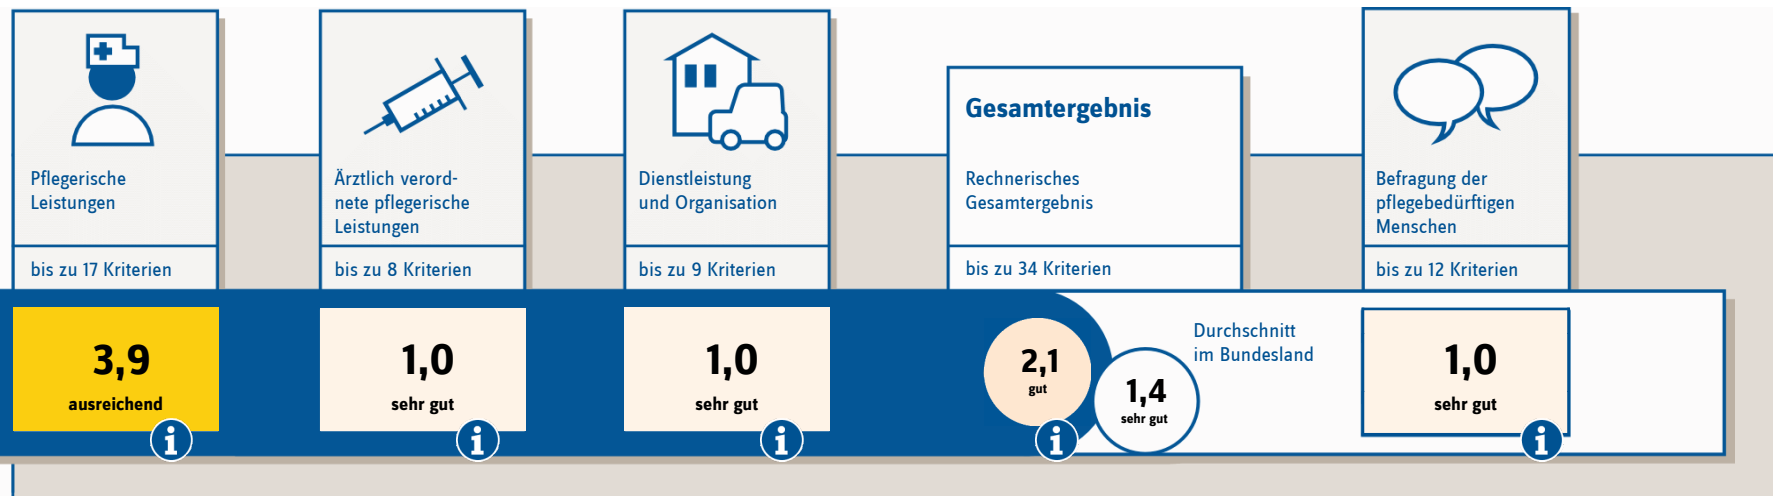 Pflegerische
Leistungen
bis zu 17 Kriterien
3,9
ausreichend
i
Ärztlich verord-
nete pflegerische
Leistungen
bis zu 8 Kriterien
1,0
sehr gut
i
Dienstleistung
und Organisation
bis zu 9 Kriterien
1,0
sehr gut
i
Gesamtergebnis
Rechnerisches
Gesamtergebnis
bis zu 34 Kriterien
2,1
gut
i
1,4
sehr gut
Durchschnitt
im Bundesland
Befragung der
pflegebedürftigen
Menschen
bis zu 12 Kriterien
1,0
sehr gut
i